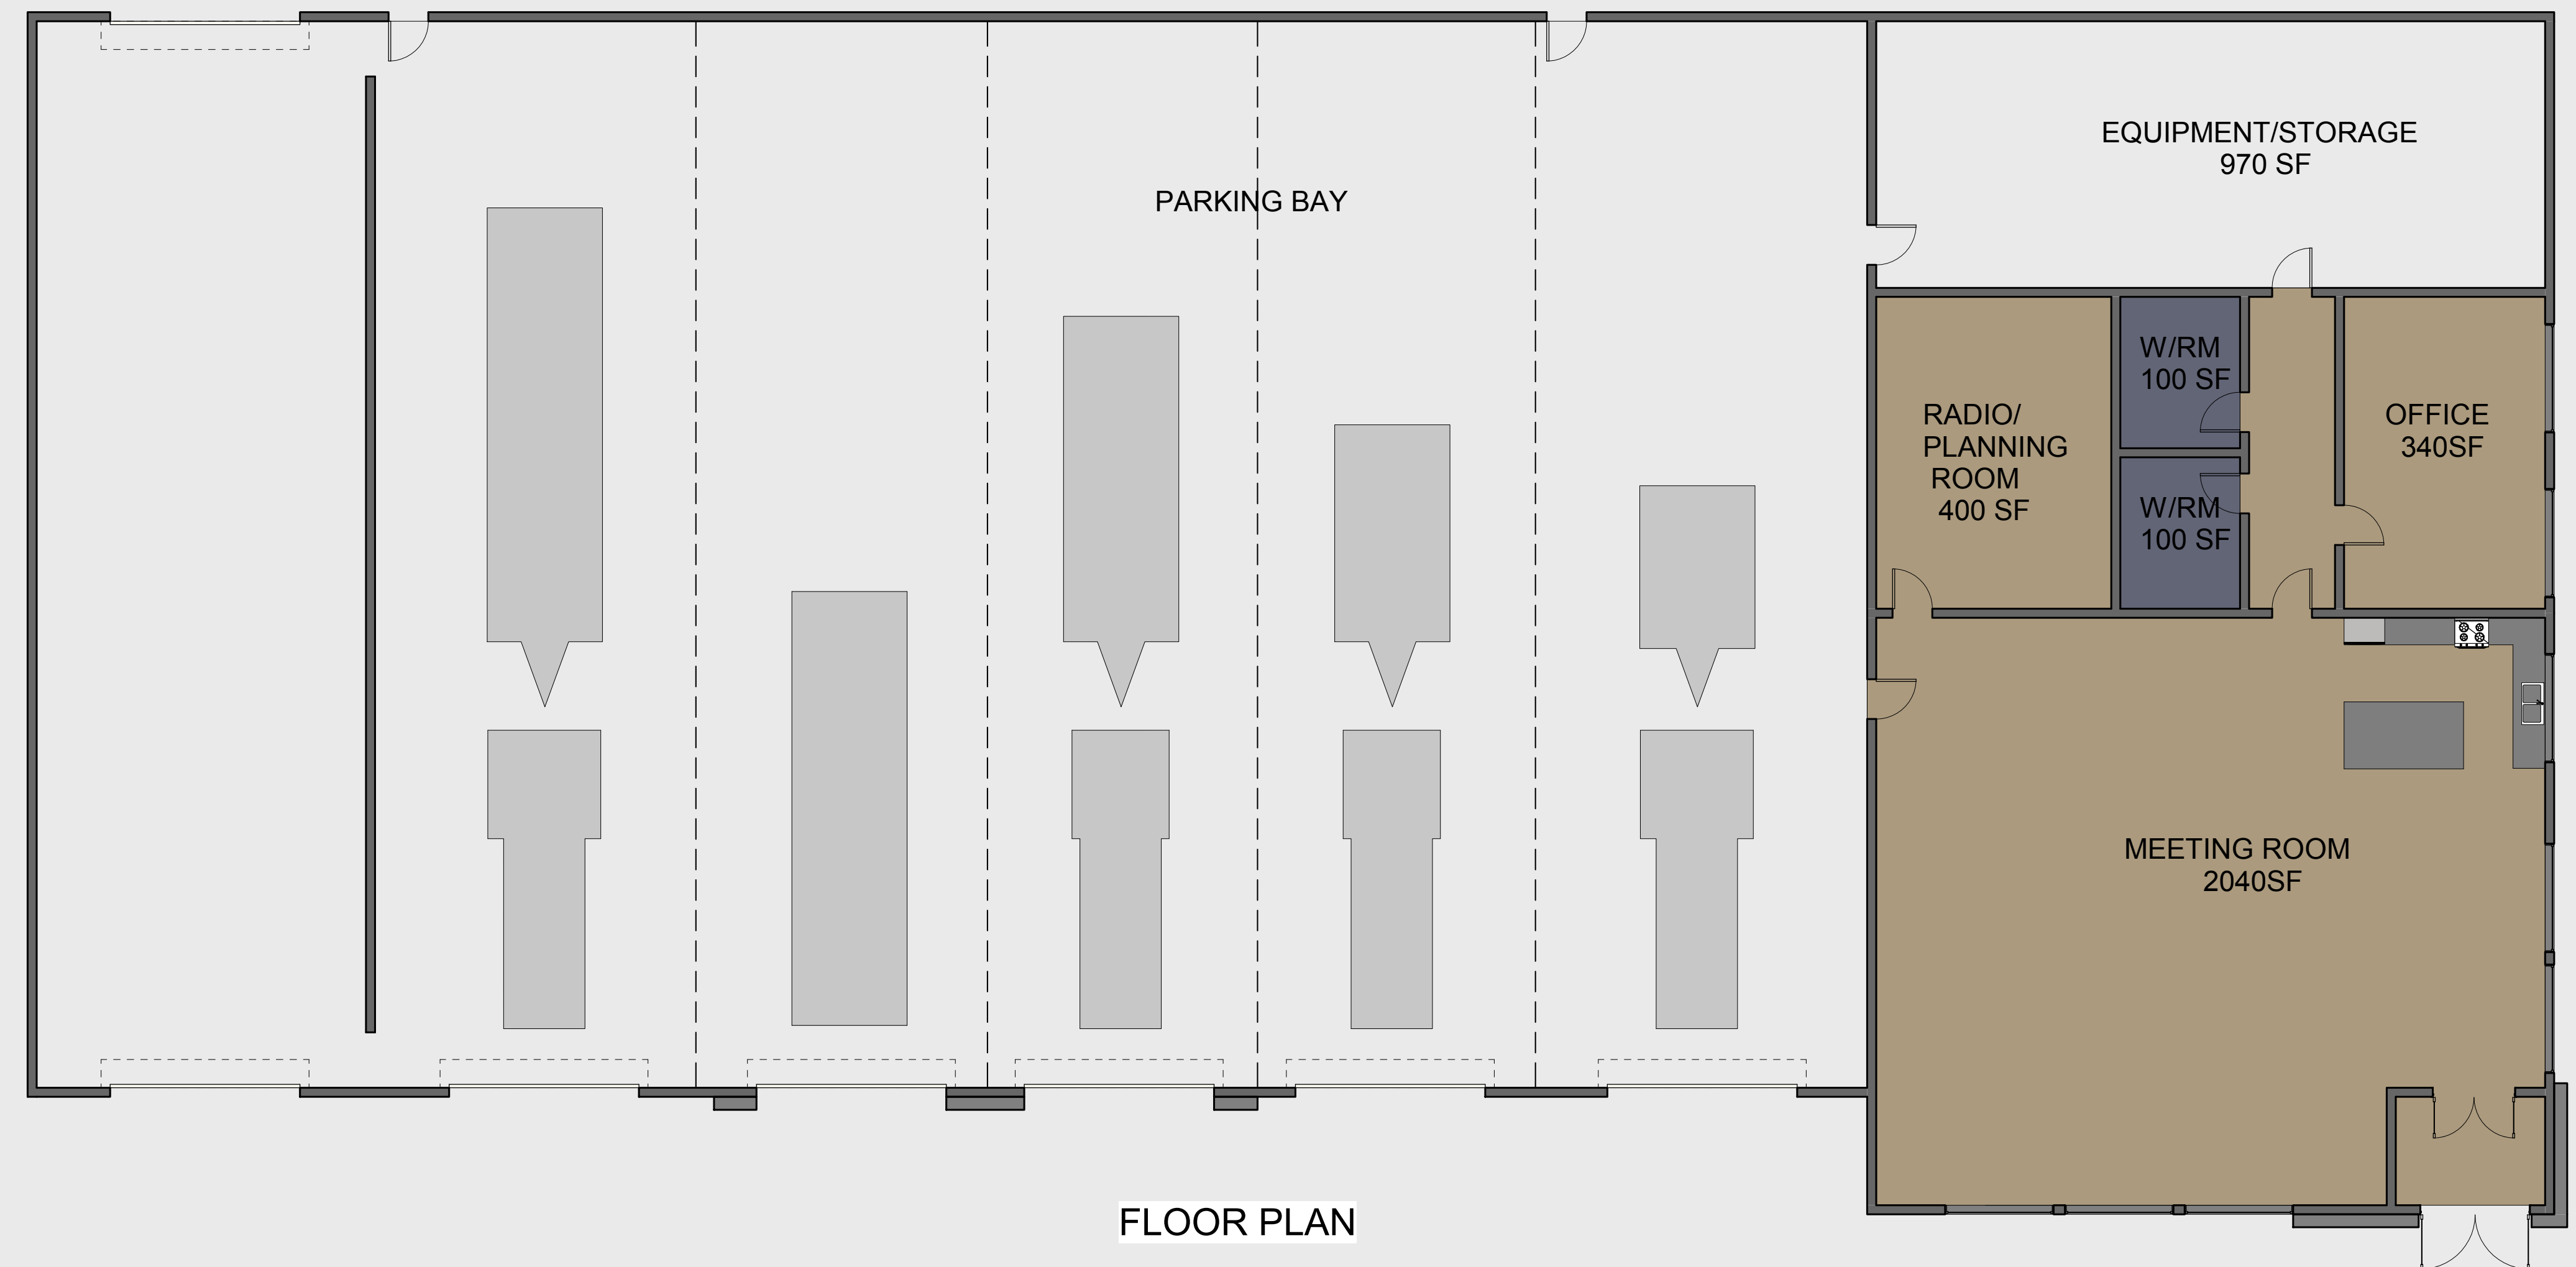 EQUIPMENT/STORAGE
970 SF
PARKING BAY
W/RM
100 SF
RADIO/
PLANNING
ROOM
400 SF
OFFICE
340SF
W/RM
100 SF
MEETING ROOM
2040SF
FLOOR PLAN